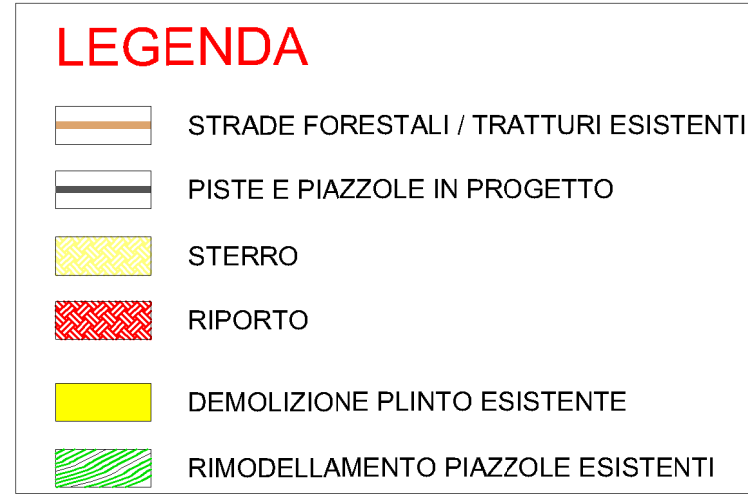 LEGENDA
STRADE FORESTALI / TRATTURI ESISTENTI
PISTE E PIAZZOLE IN PROGETTO
STERRO
RIPORTO
DEMOLIZIONE PLINTO ESISTENTE
RIMODELLAMENTO PIAZZOLE ESISTENTI